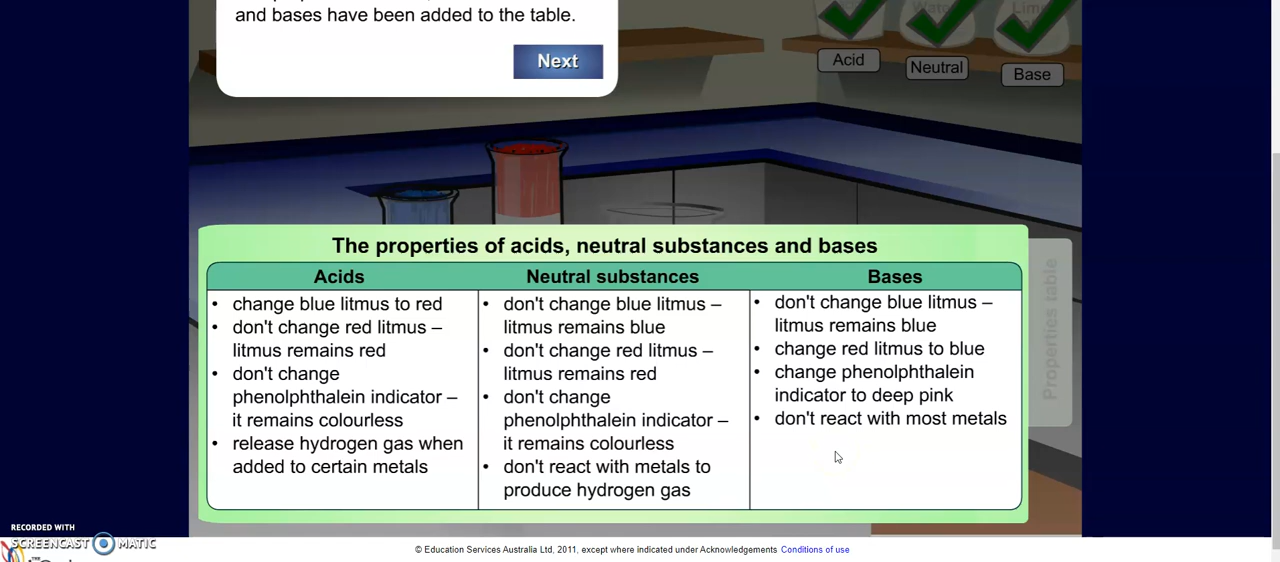 and bases have been added to the table.
Next
Acid
Neutral
Base
The properties of acids, neutral substances and bases
Acids
• change blue litmus to red
• don't change red litmus –
litmus remains red
• don't change
phenolphthalein indicator –
it remains colourless
• release hydrogen gas when
added to certain metals
Neutral substances
• don't change blue litmus –
litmus remains blue
• don't change red litmus –
litmus remains red
• don't change
phenolphthalein indicator –
it remains colourless
• don't react with metals to
produce hydrogen gas
Bases
• don't change blue litmus –
litmus remains blue
• change red litmus to blue
• change phenolphthalein
indicator to deep pink
• don't react with most metals
Properties table
RECORDED WITH
SCREENCAST MATIC
© Education Services Australia Ltd, 2011, except where indicated under Acknowledgements Conditions of use